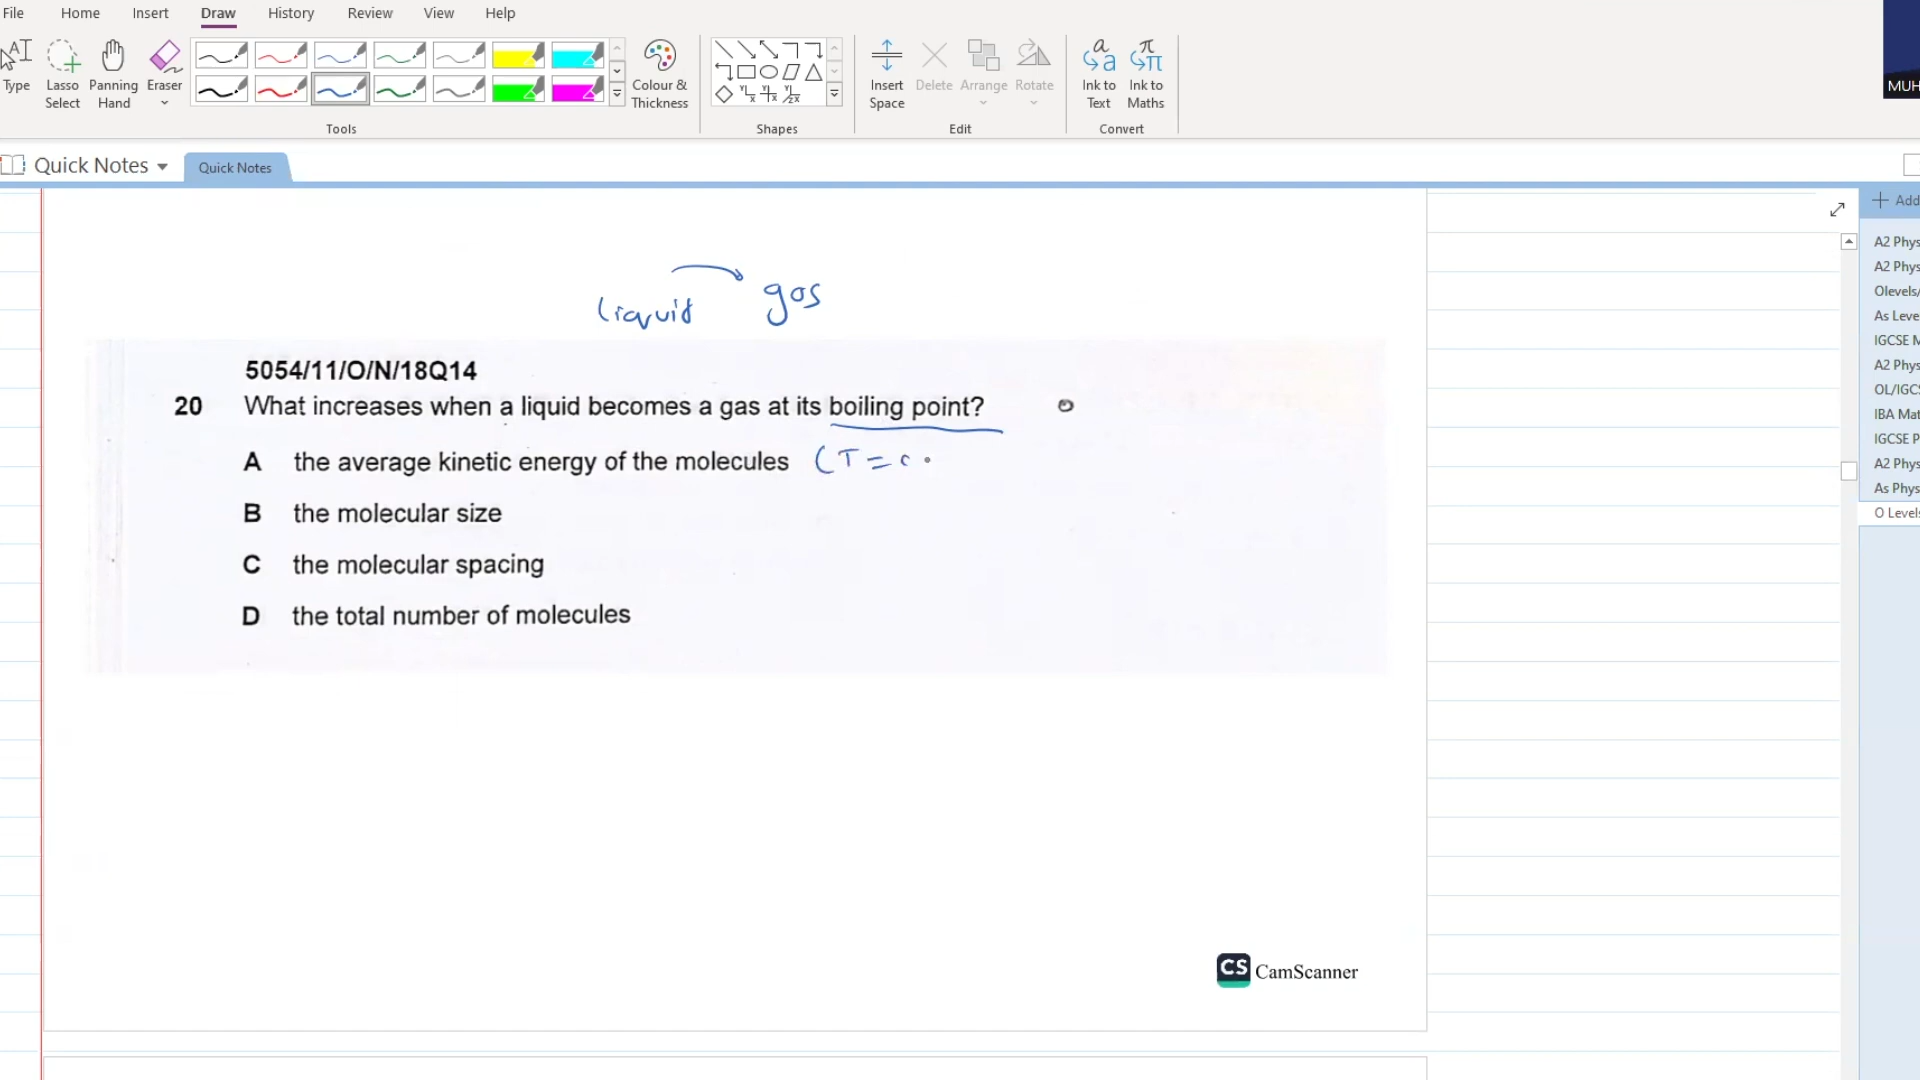 File Home Insert Draw History Review View Help
Type
Lasso Select
Panning Hand
Eraser
Colour & Thickness
Insert Space
Delete
Arrange
Rotate
a a
Ink to Text
π π
Ink to Maths
Tools Shapes Edit Convert
MUH
Quick Notes Quick Notes
Add
A2 Phys
A2 Phys
Olevels/
As Leve
IGCSE M
A2 Phys
OL/IGCS
IBA Mat
IGCSE P
A2 Phys
As Phys
O Levels
liquid gas
5054/11/O/N/18Q14
20 What increases when a liquid becomes a gas at its boiling point?
A the average kinetic energy of the molecules (T = c
B the molecular size
C the molecular spacing
D the total number of molecules
CS CamScanner